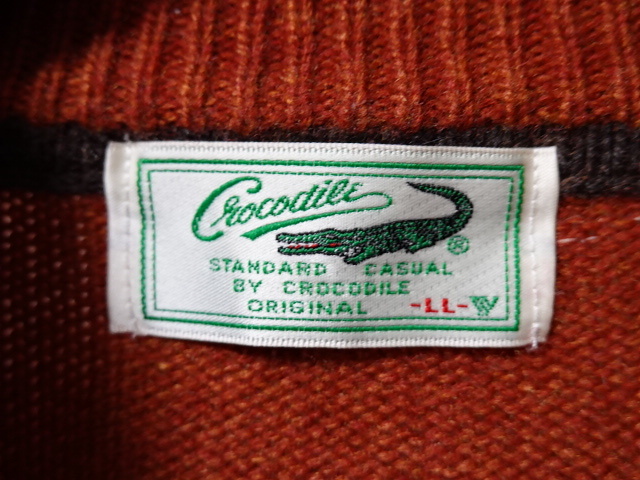 Crocodile ®
STANDARD CASUAL
BY CROCODILE
ORIGINAL -LL-